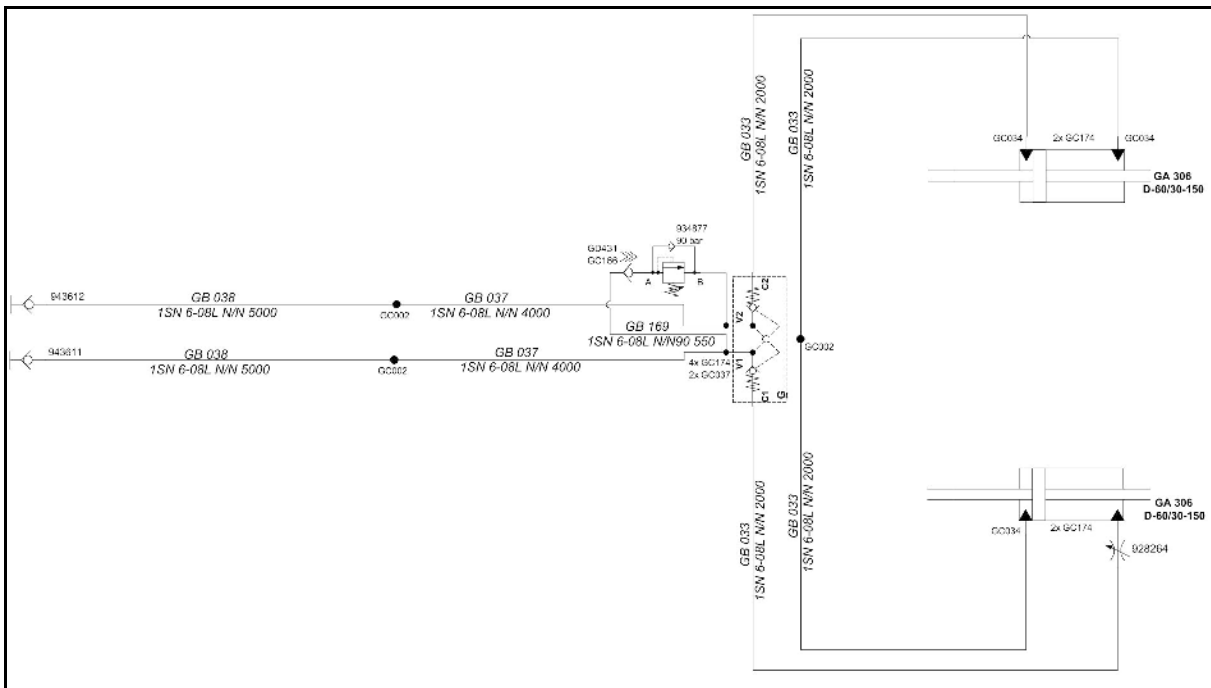 GB 033
1SN 6-08L N/N 2000
GB 033
1SN 6-08L N/N 2000
GC034
2x GC174
GC034
GA 306
D-60/30-150
934877
90 bar
GD431
GC166
A
B
943612
GB 038
1SN 6-08L N/N 5000
GC002
GB 037
1SN 6-08L N/N 4000
GB 169
1SN 6-08L N/N90 550
C2
V2
943611
GB 038
1SN 6-08L N/N 5000
GC002
GB 037
1SN 6-08L N/N 4000
4x GC174
2x GC037
V1
C1
G
GC002
GB 033
1SN 6-08L N/N 2000
GB 033
1SN 6-08L N/N 2000
GC034
2x GC174
GA 306
D-60/30-150
928264